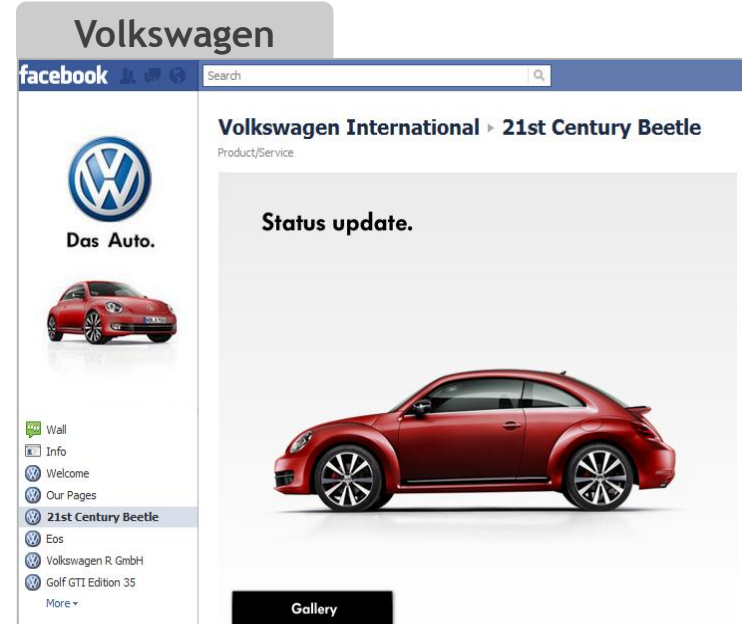 Volkswagen
facebook
Search
Das Auto.
Wall
Info
Welcome
Our Pages
21st Century Beetle
Eos
Volkswagen R GmbH
Golf GTI Edition 35
More
Volkswagen International ▸ 21st Century Beetle
Product/Service
Status update.
Gallery